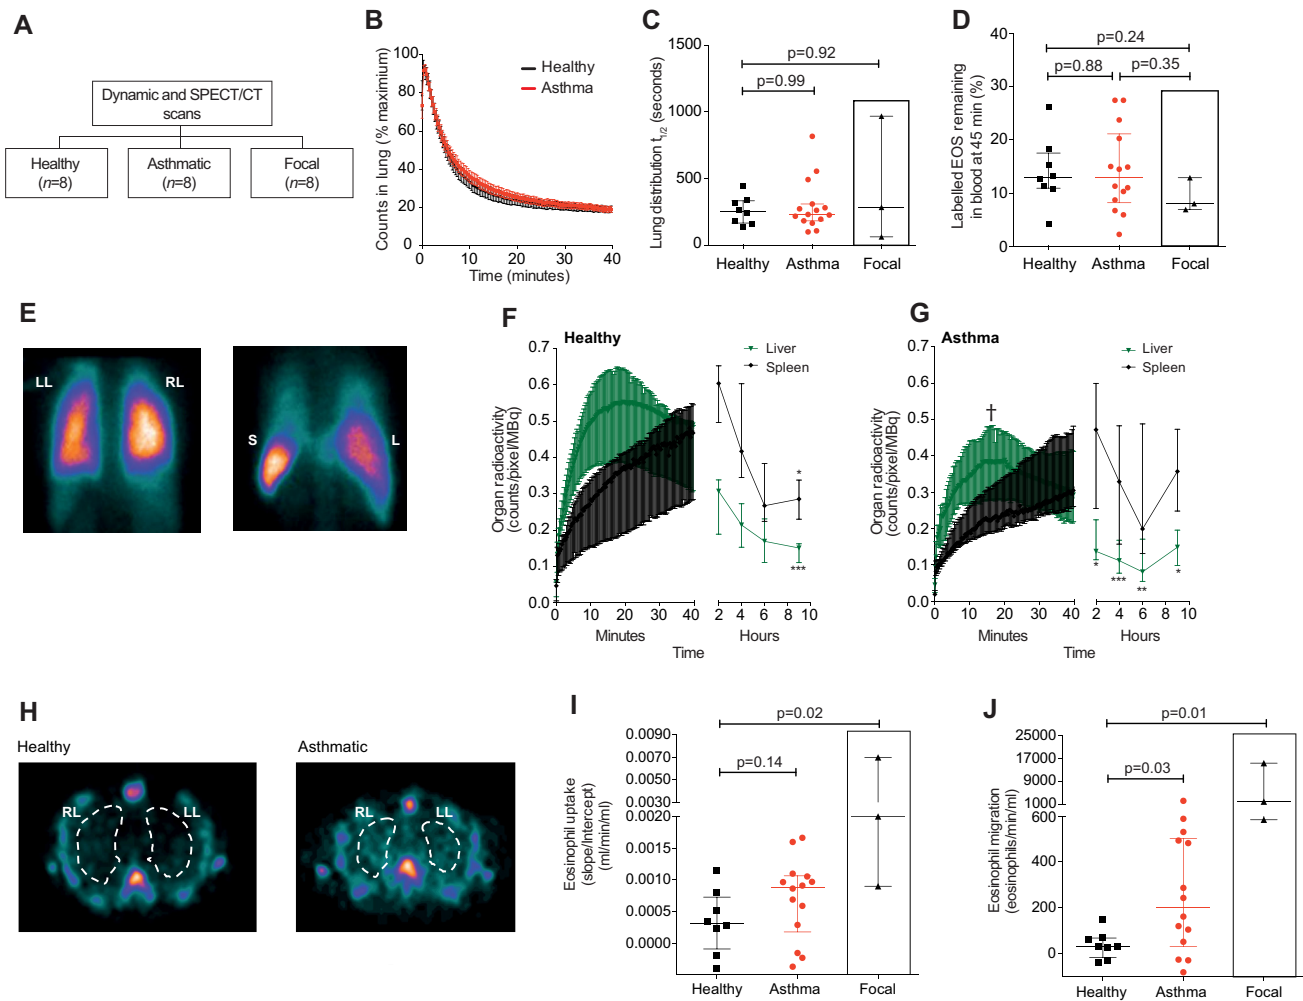 A
Dynamic and SPECT/CT
scans
Healthy
(n=8)
Asthmatic
(n=8)
Focal
(n=8)
B
Counts in lung (% maximium)
100
80
60
40
20
0
Healthy
Asthma
0 10 20 30 40
Time (minutes)
C
Lung distribution t1/2 (seconds)
1500
1000
500
0
p=0.92
p=0.99
Healthy Asthma Focal
D
Labelled EOS remaining
in blood at 45 min (%)
40
30
20
10
0
p=0.24
p=0.88 p=0.35
Healthy Asthma Focal
E
LL RL
S L
F
Healthy
Liver
Spleen
Organ radioactivity
(counts/pixel/MBq)
0.7
0.6
0.5
0.4
0.3
0.2
0.1
0.0
*
***
0 10 20 30 40 2 4 6 8 10
Minutes Hours
Time
G
Asthma
Liver
Spleen
Organ radioactivity
(counts/pixel/MBq)
0.7
0.6
0.5
0.4
0.3
0.2
0.1
0.0
†
* *** ** *
0 10 20 30 40 2 4 6 8 10
Minutes Hours
Time
H
Healthy
RL LL
Asthmatic
RL LL
I
Eosinophil uptake
(slope/Intercept)
(ml/min/ml)
0.0090
0.0070
0.0050
0.0030
0.0020
0.0010
0.0005
0.0000
p=0.02
p=0.14
Healthy Asthma Focal
J
Eosinophil migration
(eosinophils/min/ml)
25000
17000
9000
1000
600
400
200
0
p=0.01
p=0.03
Healthy Asthma Focal